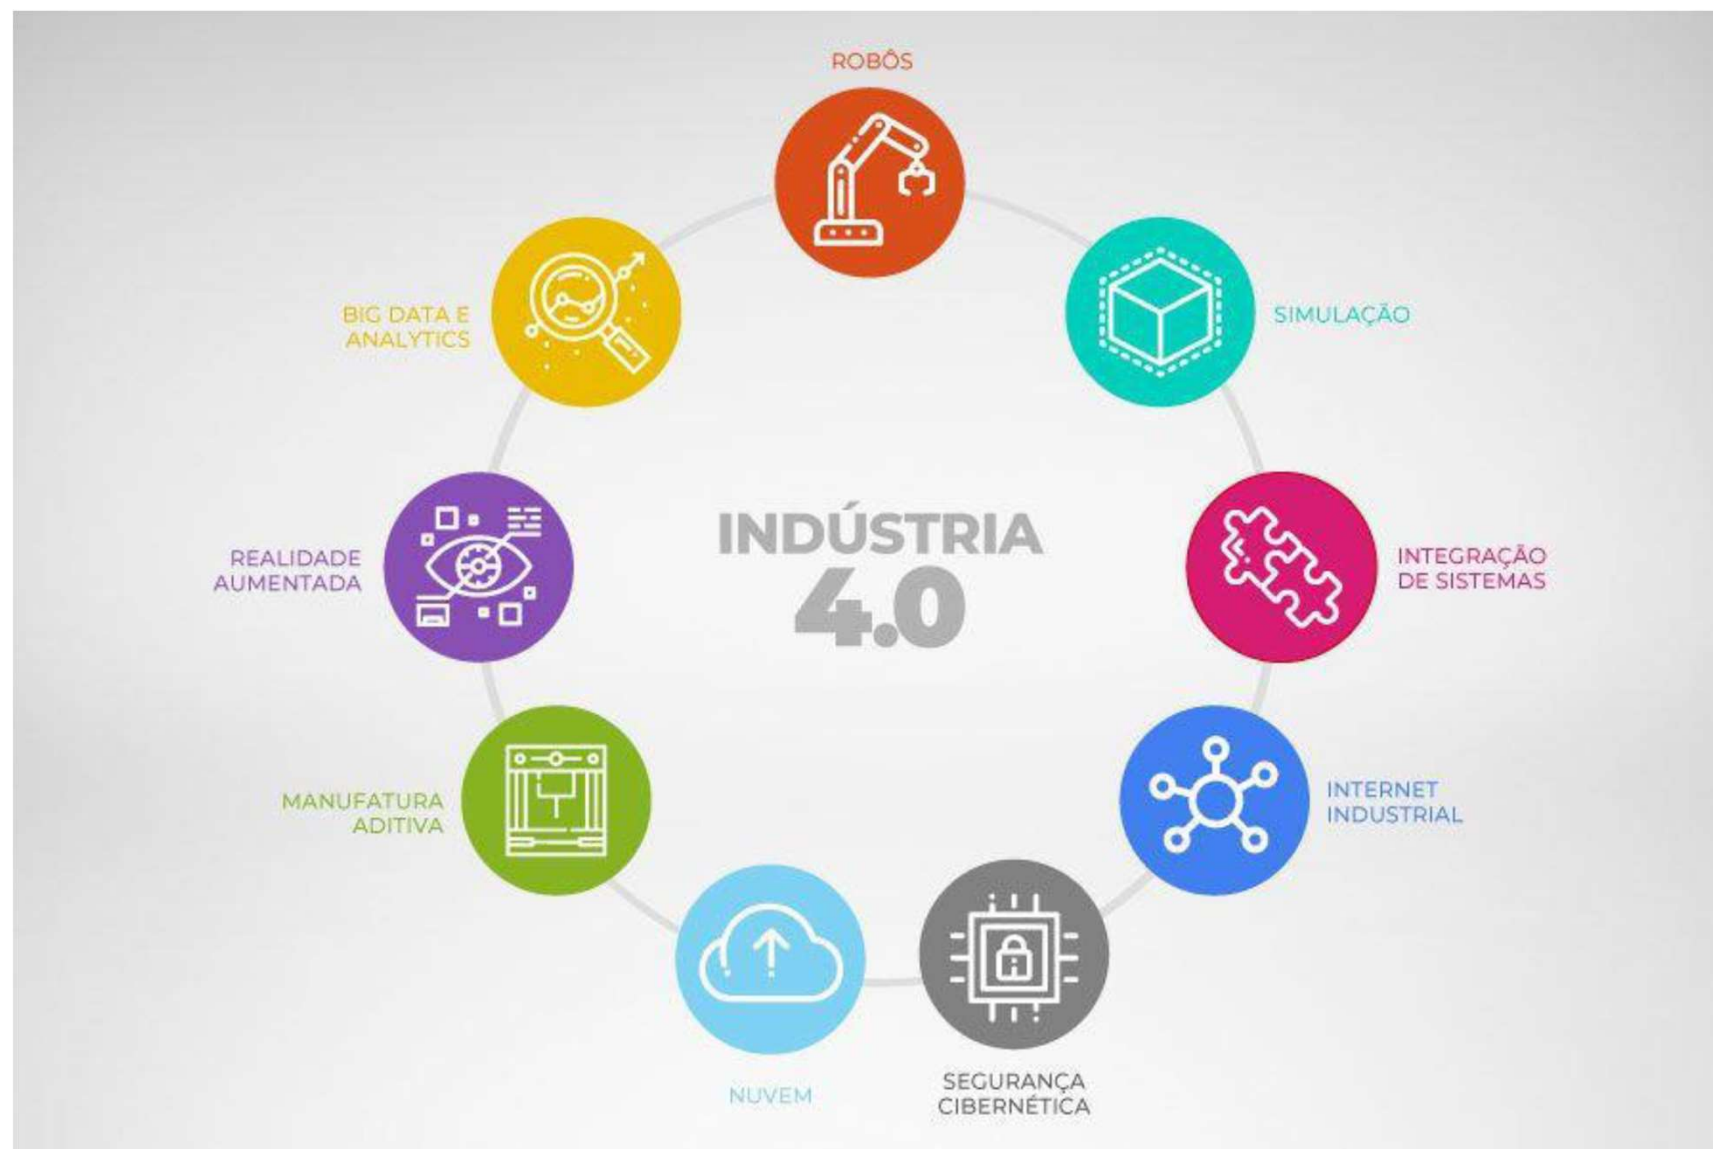 ROBÔS
SIMULAÇÃO
BIG DATA E
ANALYTICS
INDÚSTRIA
4.0
REALIDADE
AUMENTADA
INTEGRAÇÃO
DE SISTEMAS
MANUFATURA
ADITIVA
INTERNET
INDUSTRIAL
NUVEM
SEGURANÇA
CIBERNÉTICA